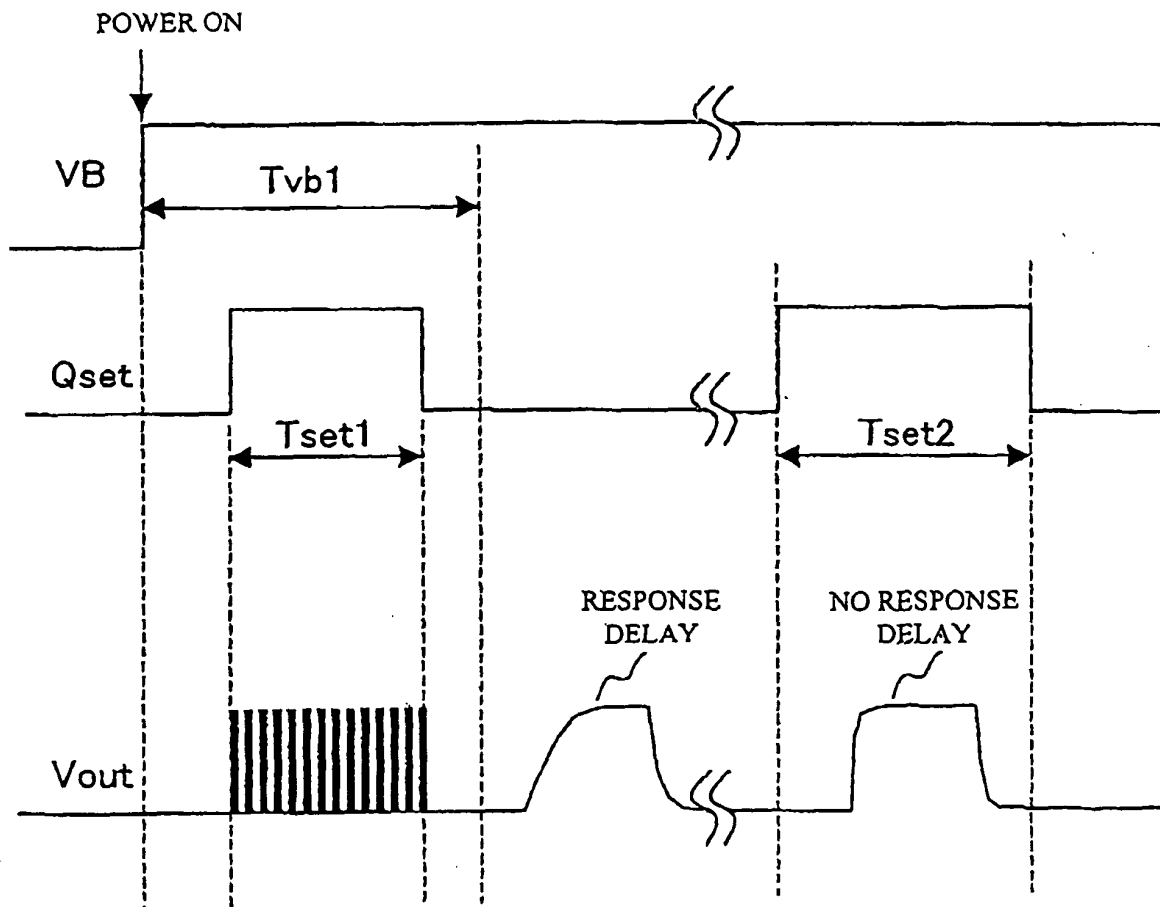 POWER ON
VB
Tvb1
Qset
Tset1
Tset2
RESPONSE
DELAY
NO RESPONSE
DELAY
Vout